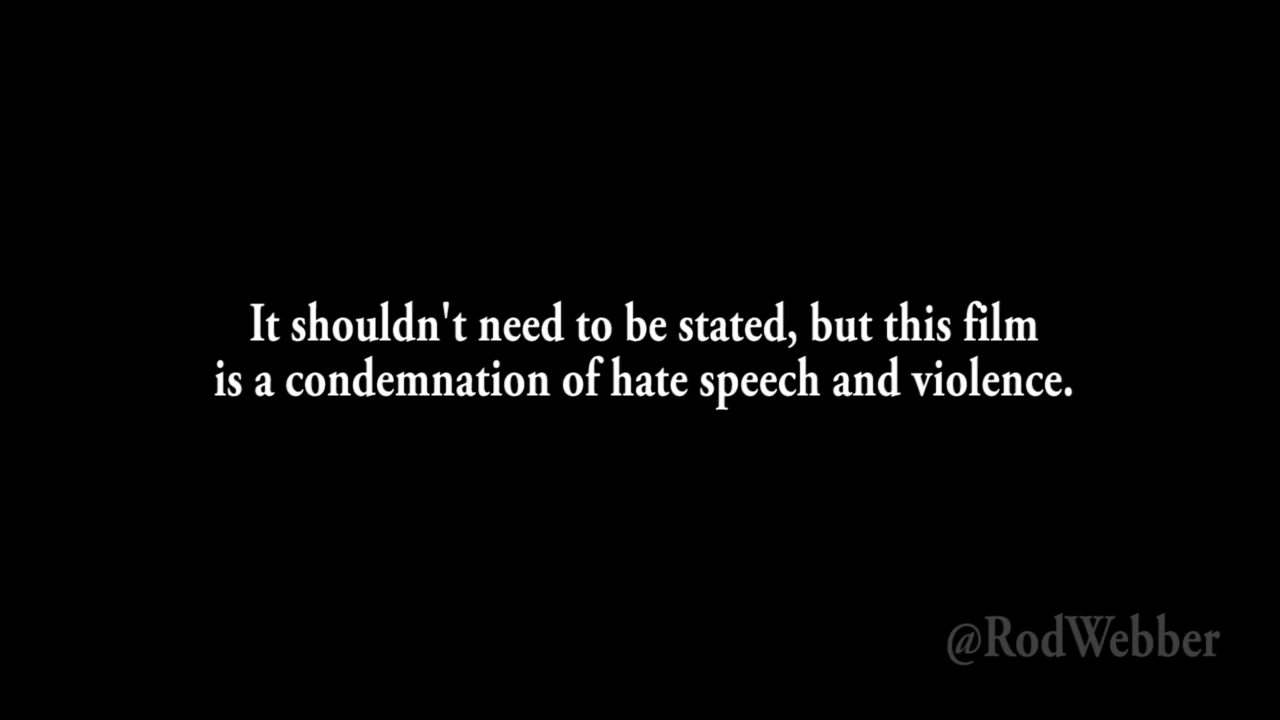 It shouldn't need to be stated, but this film
is a condemnation of hate speech and violence.
@RodWebber